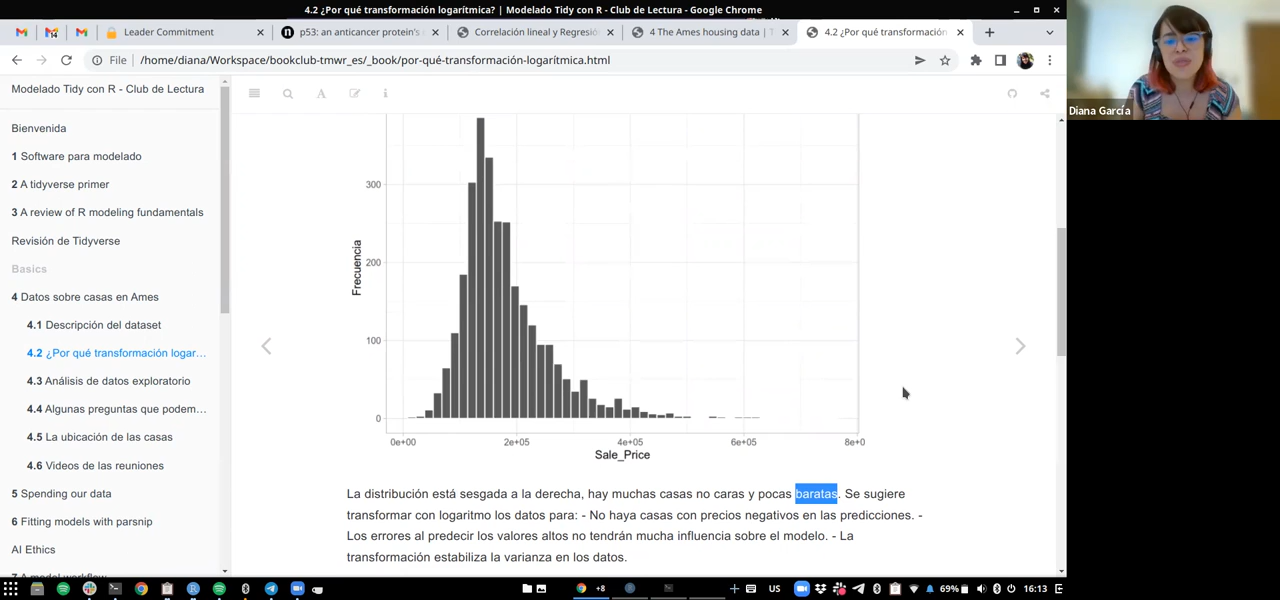 4.2 ¿Por qué transformación logarítmica? | Modelado Tidy con R - Club de Lectura - Google Chrome
Leader Commitment
p53: an anticancer protein's
Correlación lineal y Regresió
4 The Ames housing data | T
4.2 ¿Por qué transformación
File
/home/diana/Workspace/bookclub-tmwr_es/_book/por-qué-transformación-logarítmica.html
Diana García
Modelado Tidy con R - Club de Lectura
Bienvenida
1 Software para modelado
2 A tidyverse primer
3 A review of R modeling fundamentals
Revisión de Tidyverse
Basics
4 Datos sobre casas en Ames
4.1 Descripción del dataset
4.2 ¿Por qué transformación logar...
4.3 Análisis de datos exploratorio
4.4 Algunas preguntas que podem...
4.5 La ubicación de las casas
4.6 Videos de las reuniones
5 Spending our data
6 Fitting models with parsnip
AI Ethics
7 A model workflow
Frecuencia
300
200
100
0
0e+00 2e+05 4e+05 6e+05 8e+0
Sale_Price
La distribución está sesgada a la derecha, hay muchas casas no caras y pocas baratas. Se sugiere
transformar con logaritmo los datos para: - No haya casas con precios negativos en las predicciones. -
Los errores al predecir los valores altos no tendrán mucha influencia sobre el modelo. - La
transformación estabiliza la varianza en los datos.
+8
US
69%
16:13